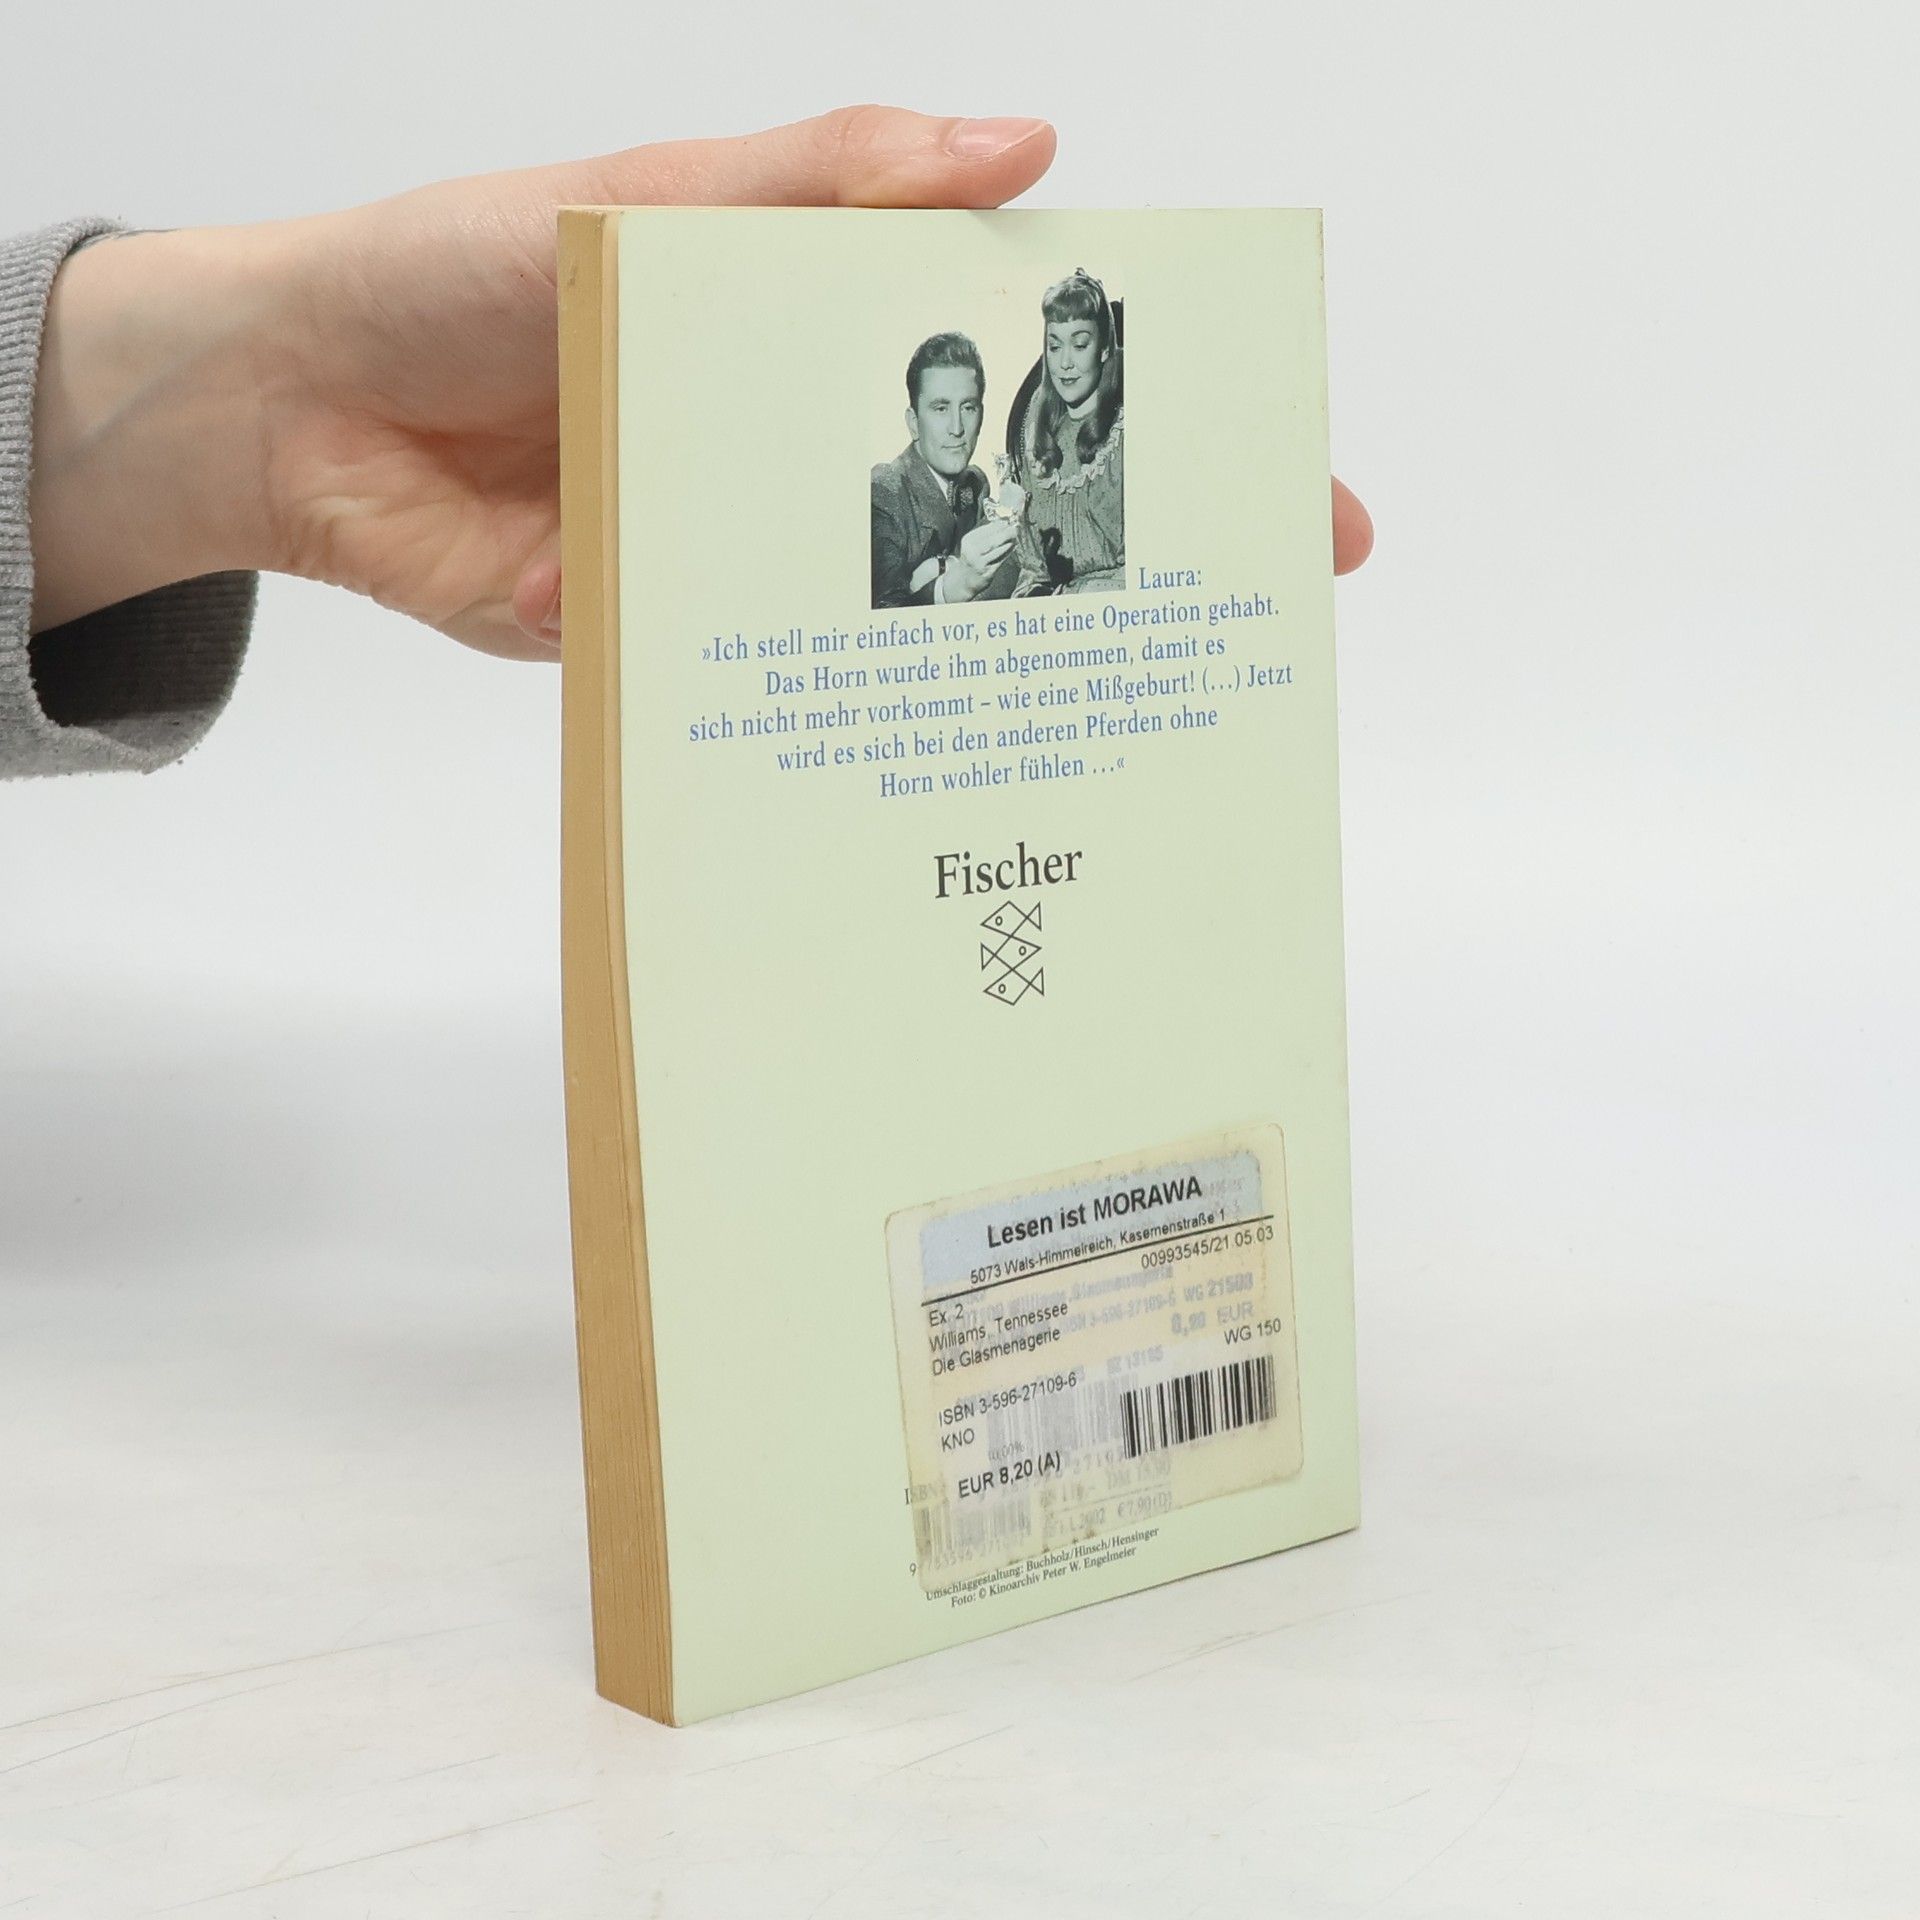 Laura:
»Ich stell mir einfach vor, es hat eine Operation gehabt.
Das Horn wurde ihm abgenommen, damit es
sich nicht mehr vorkommt – wie eine Mißgeburt! (…) Jetzt
wird es sich bei den anderen Pferden ohne
Horn wohler fühlen …«
Fischer
Lesen ist MORAWA
5073 Wals-Himmelreich, Kasernenstraße 1
00993545/21.05.03
Ex. 2
Williams, Tennessee
Die Glasmenagerie
WG 150
ISBN 3-596-27109-6
KNO
EUR 8,20 (A)
Umschlaggestaltung: Buchholz/Hinsch/Hensinger
Foto: © Kinoarchiv Peter W. Engelmeier